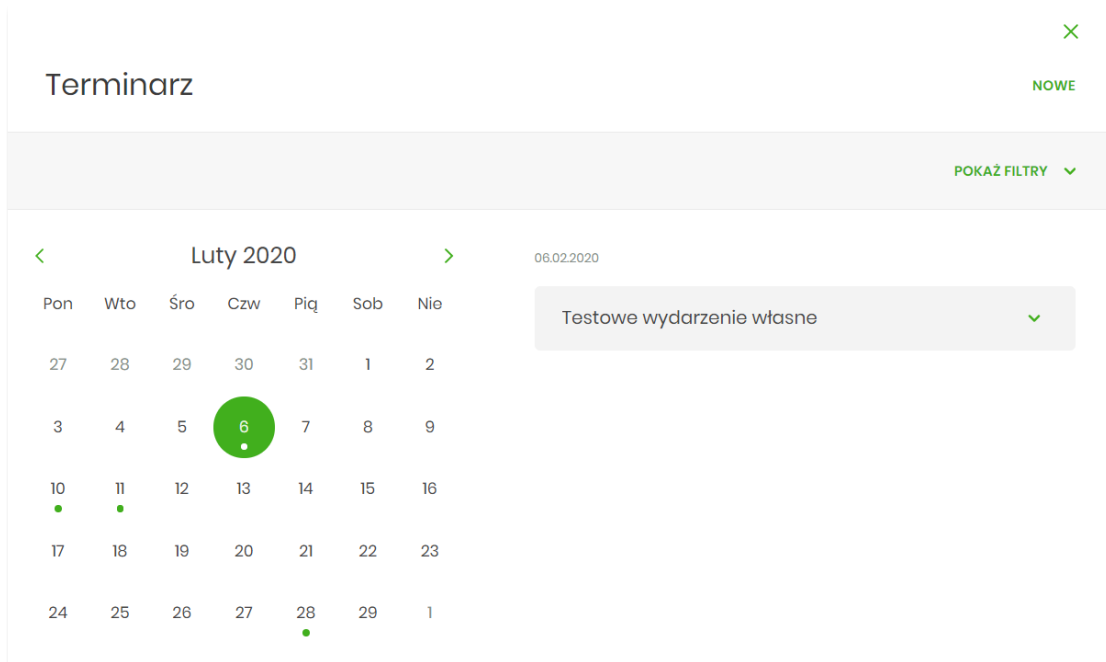 Terminarz
NOWE
POKAŻ FILTRY
Luty 2020
Pon Wto Śro Czw Pią Sob Nie
27 28 29 30 31 1 2
3 4 5 6 7 8 9
10 11 12 13 14 15 16
17 18 19 20 21 22 23
24 25 26 27 28 29 1
06.02.2020
Testowe wydarzenie własne